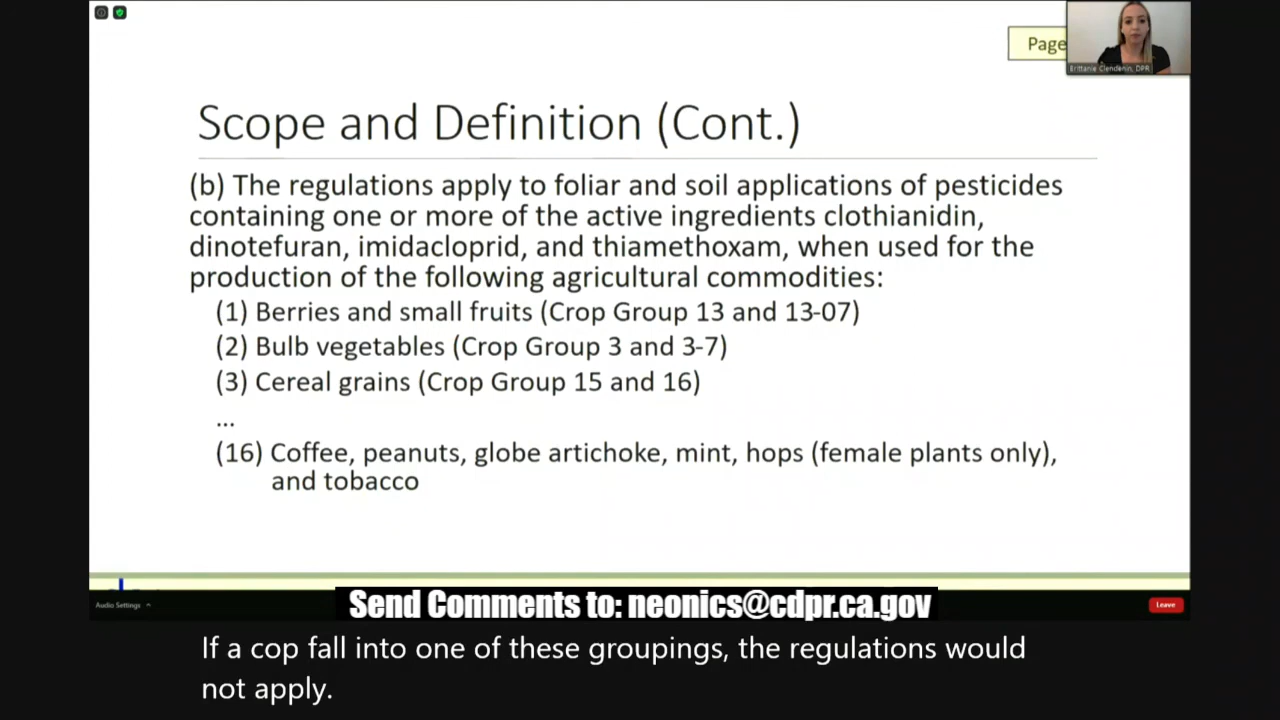 Page
Brittanie Clendenin, DPR
Scope and Definition (Cont.)
(b) The regulations apply to foliar and soil applications of pesticides
containing one or more of the active ingredients clothianidin,
dinotefuran, imidacloprid, and thiamethoxam, when used for the
production of the following agricultural commodities:
(1) Berries and small fruits (Crop Group 13 and 13-07)
(2) Bulb vegetables (Crop Group 3 and 3-7)
(3) Cereal grains (Crop Group 15 and 16)
...
(16) Coffee, peanuts, globe artichoke, mint, hops (female plants only),
and tobacco
Audio Settings
Send Comments to: neonics@cdpr.ca.gov
Leave
If a cop fall into one of these groupings, the regulations would
not apply.